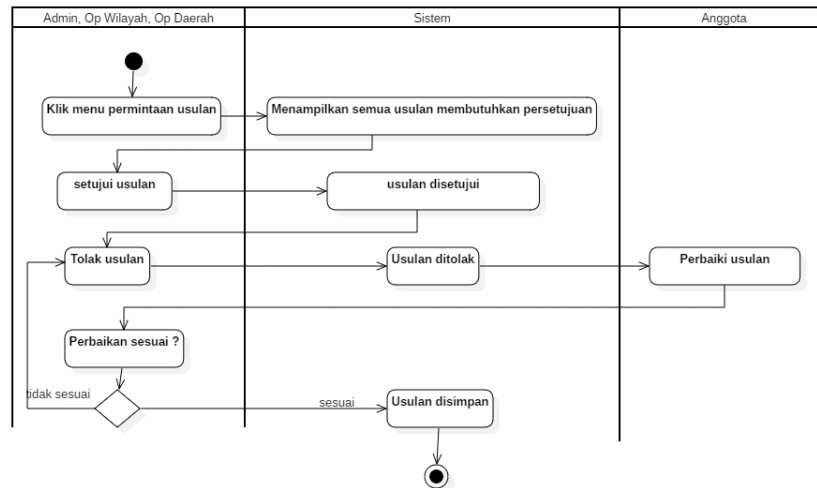 Admin, Op Wilayah, Op Daerah
Sistem
Anggota
Klik menu permintaan usulan
Menampilkan semua usulan membutuhkan persetujuan
setujui usulan
usulan disetujui
Tolak usulan
Usulan ditolak
Perbaiki usulan
Perbaikan sesuai ?
tidak sesuai
sesuai
Usulan disimpan